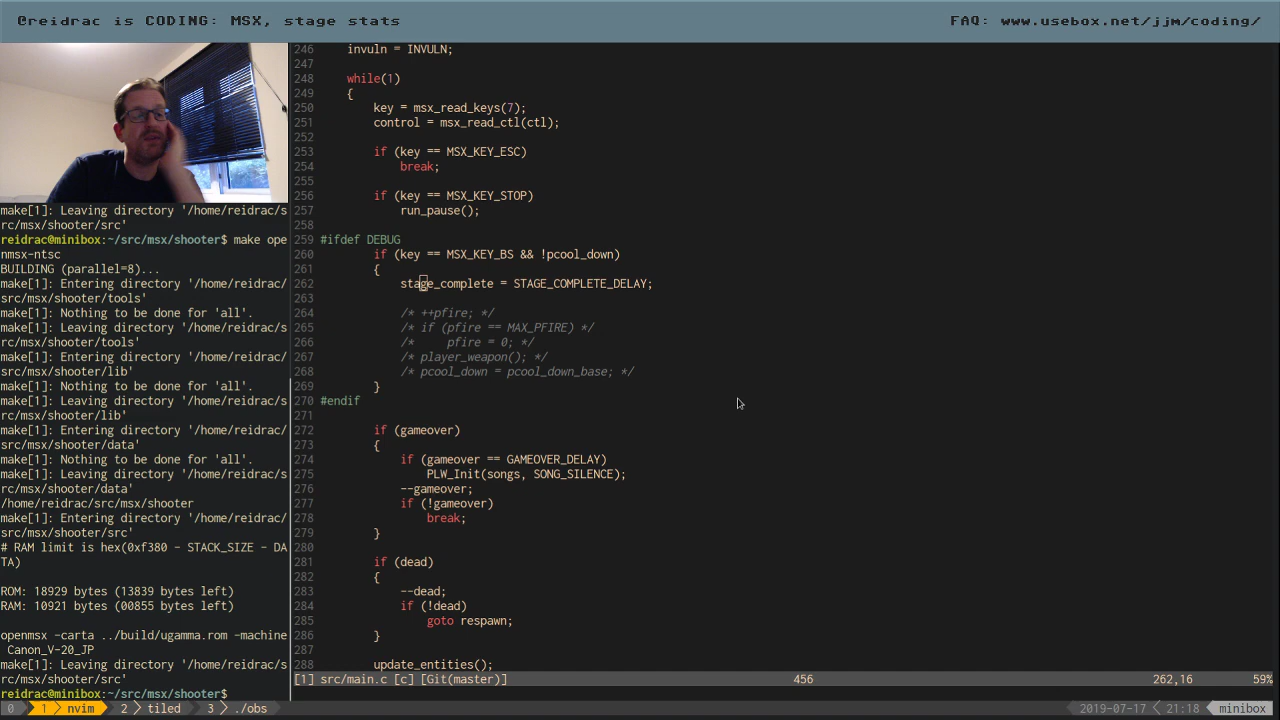 @reidrac is CODING: MSX, stage stats
FAQ: www.usebox.net/jjm/coding/
make[1]: Leaving directory '/home/reidrac/s
rc/msx/shooter/src'
reidrac@minibox:~/src/msx/shooter$ make ope
nmsx-ntsc
BUILDING (parallel=8)...
make[1]: Entering directory '/home/reidrac/
src/msx/shooter/tools'
make[1]: Nothing to be done for 'all'.
make[1]: Leaving directory '/home/reidrac/s
rc/msx/shooter/tools'
make[1]: Entering directory '/home/reidrac/
src/msx/shooter/lib'
make[1]: Nothing to be done for 'all'.
make[1]: Leaving directory '/home/reidrac/s
rc/msx/shooter/lib'
make[1]: Entering directory '/home/reidrac/
src/msx/shooter/data'
make[1]: Nothing to be done for 'all'.
make[1]: Leaving directory '/home/reidrac/s
rc/msx/shooter/data'
/home/reidrac/src/msx/shooter
make[1]: Entering directory '/home/reidrac/
src/msx/shooter/src'
# RAM limit is hex(0xf380 - STACK_SIZE - DA
TA)
ROM: 18929 bytes (13839 bytes left)
RAM: 10921 bytes (00855 bytes left)
openmsx -carta ../build/ugamma.rom -machine
Canon_V-20_JP
make[1]: Leaving directory '/home/reidrac/s
rc/msx/shooter/src'
reidrac@minibox:~/src/msx/shooter$
246 invuln = INVULN;
247
248 while(1)
249 {
250 key = msx_read_keys(7);
251 control = msx_read_ctl(ctl);
252
253 if (key == MSX_KEY_ESC)
254 break;
255
256 if (key == MSX_KEY_STOP)
257 run_pause();
258
259 #ifdef DEBUG
260 if (key == MSX_KEY_BS && !pcool_down)
261 {
262 stage_complete = STAGE_COMPLETE_DELAY;
263
264 /* ++pfire; */
265 /* if (pfire == MAX_PFIRE) */
266 /* pfire = 0; */
267 /* player_weapon(); */
268 /* pcool_down = pcool_down_base; */
269 }
270 #endif
271
272 if (gameover)
273 {
274 if (gameover == GAMEOVER_DELAY)
275 PLW_Init(songs, SONG_SILENCE);
276 --gameover;
277 if (!gameover)
278 break;
279 }
280
281 if (dead)
282 {
283 --dead;
284 if (!dead)
285 goto respawn;
286 }
287
288 update_entities();
[1] src/main.c [c] [Git(master)] 456 262,16 59%
0 1 nvim 2 tiled 3 ./obs 2019-07-17 21:18 minibox